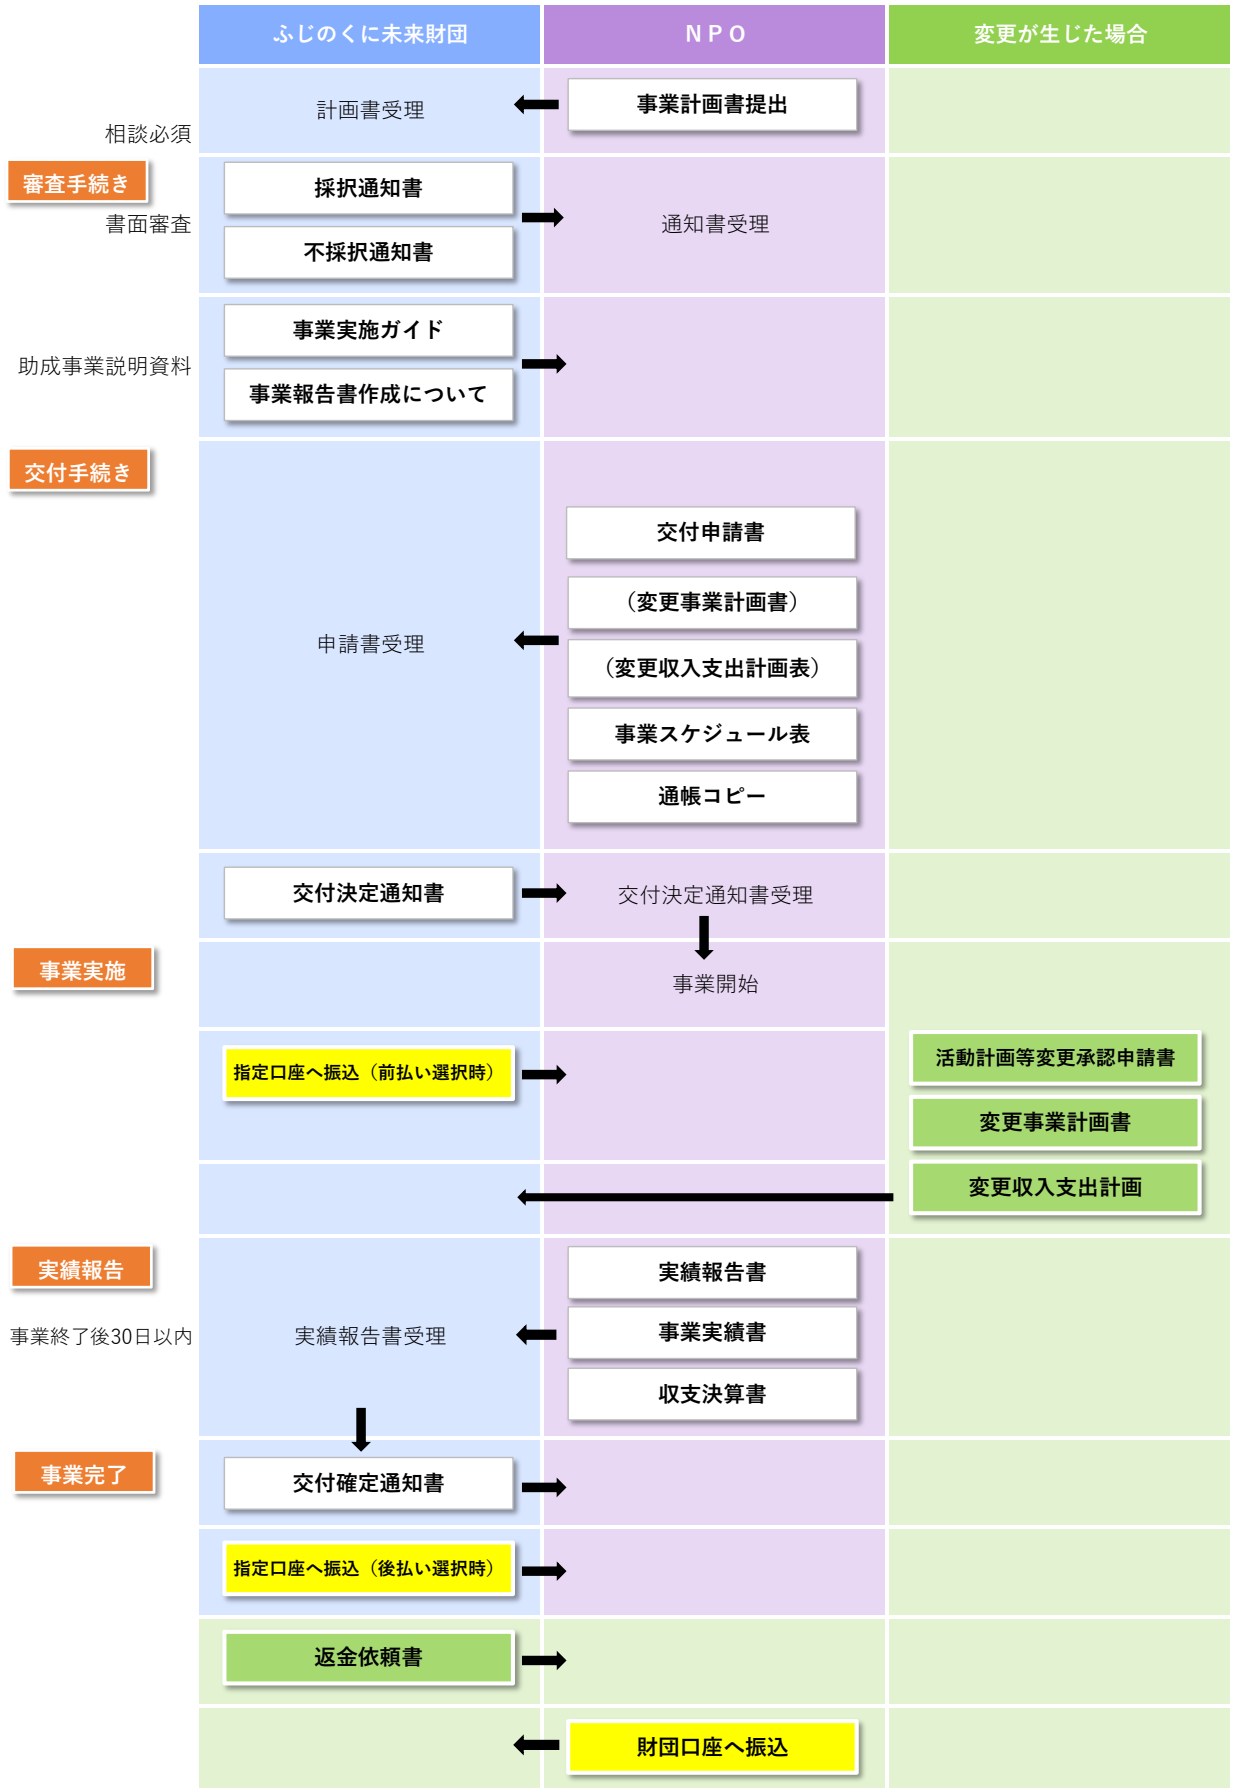 ふじのくに未来財団
ＮＰＯ
変更が生じた場合
計画書受理
事業計画書提出
相談必須
審査手続き
採択通知書
書面審査
通知書受理
不採択通知書
事業実施ガイド
助成事業説明資料
事業報告書作成について
交付手続き
交付申請書
（変更事業計画書）
申請書受理
（変更収入支出計画表）
事業スケジュール表
通帳コピー
交付決定通知書
交付決定通知書受理
事業実施
事業開始
指定口座へ振込（前払い選択時）
活動計画等変更承認申請書
変更事業計画書
変更収入支出計画
実績報告
実績報告書
事業終了後30日以内
実績報告書受理
事業実績書
収支決算書
事業完了
交付確定通知書
指定口座へ振込（後払い選択時）
返金依頼書
財団口座へ振込